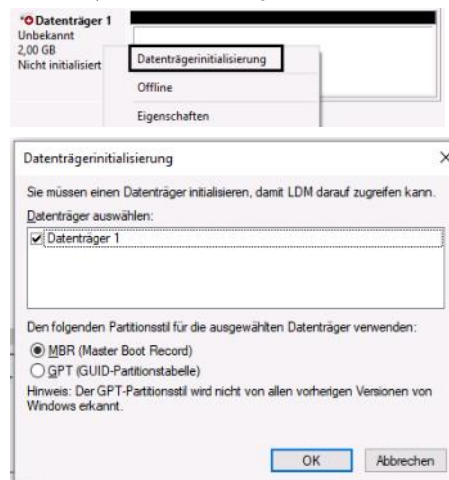 *Datenträger 1
Unbekannt
2,00 GB
Nicht initialisiert
Datenträgerinitialisierung
Offline
Eigenschaften
Datenträgerinitialisierung
Sie müssen einen Datenträger initialisieren, damit LDM darauf zugreifen kann.
Datenträger auswählen:
Datenträger 1
Den folgenden Partitionsstil für die ausgewählten Datenträger verwenden:
MBR (Master Boot Record)
GPT (GUID-Partitionstabelle)
Hinweis: Der GPT-Partitionsstil wird nicht von allen vorherigen Versionen von
Windows erkannt.
OK Abbrechen